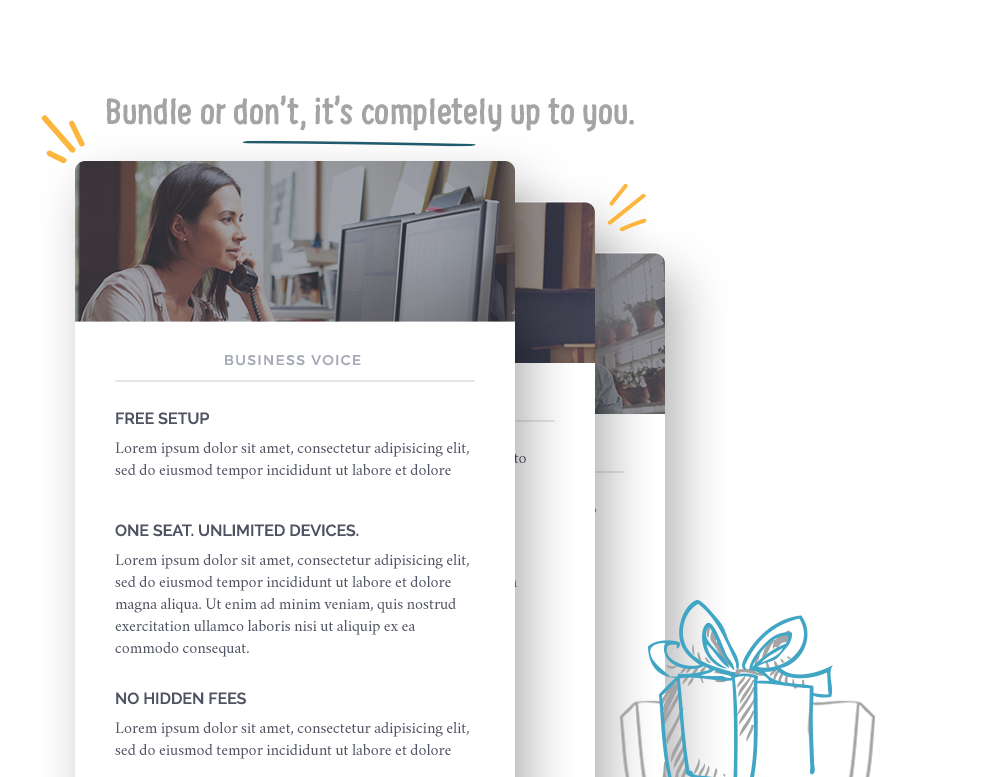 Bundle or don't, it's completely up to you.
BUSINESS VOICE
FREE SETUP
Lorem ipsum dolor sit amet, consectetur adipisicing elit,
sed do eiusmod tempor incididunt ut labore et dolore
ONE SEAT. UNLIMITED DEVICES.
Lorem ipsum dolor sit amet, consectetur adipisicing elit,
sed do eiusmod tempor incididunt ut labore et dolore
magna aliqua. Ut enim ad minim veniam, quis nostrud
exercitation ullamco laboris nisi ut aliquip ex ea
commodo consequat.
NO HIDDEN FEES
Lorem ipsum dolor sit amet, consectetur adipisicing elit,
sed do eiusmod tempor incididunt ut labore et dolore
to